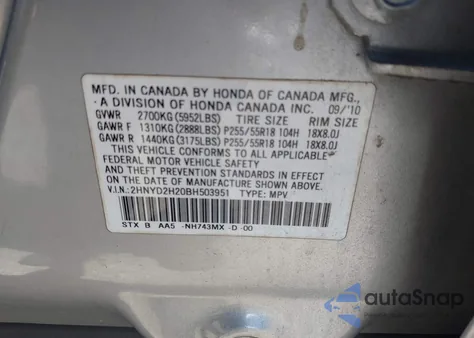 MFD. IN CANADA BY HONDA OF CANADA MFG.,
A DIVISION OF HONDA CANADA INC. 09/'10
GVWR 2700KG (5952LBS) TIRE SIZE RIM SIZE
GAWR F 1310KG (2888LBS) P255/55R18 104H 18X8.0J
GAWR R 1440KG (3175LBS) P255/55R18 104H 18X8.0J
THIS VEHICLE CONFORMS TO ALL APPLICABLE
FEDERAL MOTOR VEHICLE SAFETY
AND THEFT PREVENTION STANDARDS IN EFFECT ON
THE DATE OF MANUFACTURE SHOWN ABOVE.
V.I.N.: 2HNYD2H20BH503951 TYPE: MPV
STX B AA5 -NH743MX -D -00
autoSnap